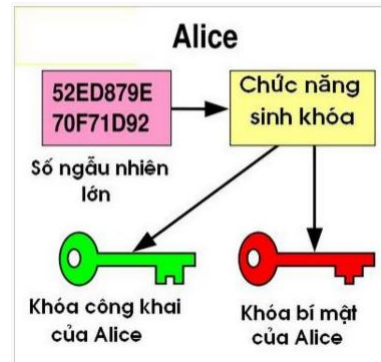 Alice
52ED879E
70F71D92
Chức năng
sinh khóa
Số ngẫu nhiên
lớn
Khóa công khai
của Alice
Khóa bí mật
của Alice